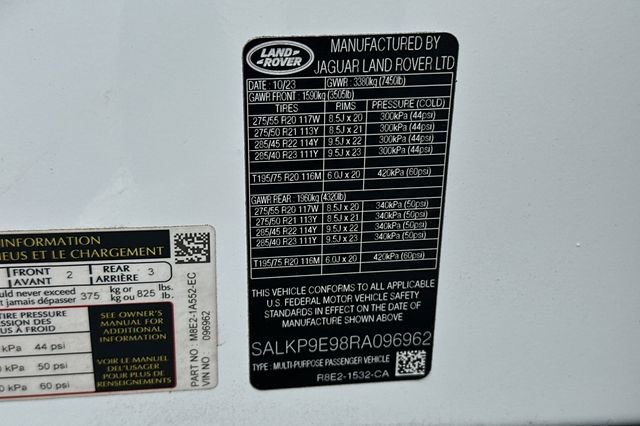 LAND ROVER
MANUFACTURED BY
JAGUAR LAND ROVER LTD
DATE : 10/23 GVWR : 3380kg (7450lb)
GAWR FRONT : 1590kg (3505lb)
TIRES RIMS PRESSURE (COLD)
275/55 R20 117W 8.5J x 20 300kPa (44psi)
275/50 R21 113Y 8.5J x 21 300kPa (44psi)
285/45 R22 114Y 9.5J x 22 300kPa (44psi)
285/40 R23 111Y 9.5J x 23 300kPa (44psi)
T195/75 R20 116M 6.0J x 20 420kPa (60psi)
GAWR REAR : 1960kg (4320lb)
275/55 R20 117W 8.5J x 20 340kPa (50psi)
275/50 R21 113Y 8.5J x 21 340kPa (50psi)
285/45 R22 114Y 9.5J x 22 340kPa (50psi)
285/40 R23 111Y 9.5J x 23 340kPa (50psi)
T195/75 R20 116M 6.0J x 20 420kPa (60psi)
THIS VEHICLE CONFORMS TO ALL APPLICABLE
U.S. FEDERAL MOTOR VEHICLE SAFETY
STANDARDS IN EFFECT ON THE DATE OF
MANUFACTURE SHOWN ABOVE
SALKP9E98RA096962
TYPE : MULTI-PURPOSE PASSENGER VEHICLE
R8E2-1532-CA
INFORMATION
NEUS ET LE CHARGEMENT
FRONT AVANT 2 REAR ARRIÈRE 3
ould never exceed
t jamais dépasser 375 kg or ou 825 lbs. lb.
TIRE PRESSURE
ESSION DES
S À FROID
kPa 44 psi
kPa 50 psi
kPa 60 psi
SEE OWNER'S
MANUAL FOR
ADDITIONAL
INFORMATION
VOIR LE MANUEL
DE L'USAGER
POUR PLUS DE
RENSEIGNEMENTS
PART NO : M8E2-1A552-EC
VIN NO : 096962